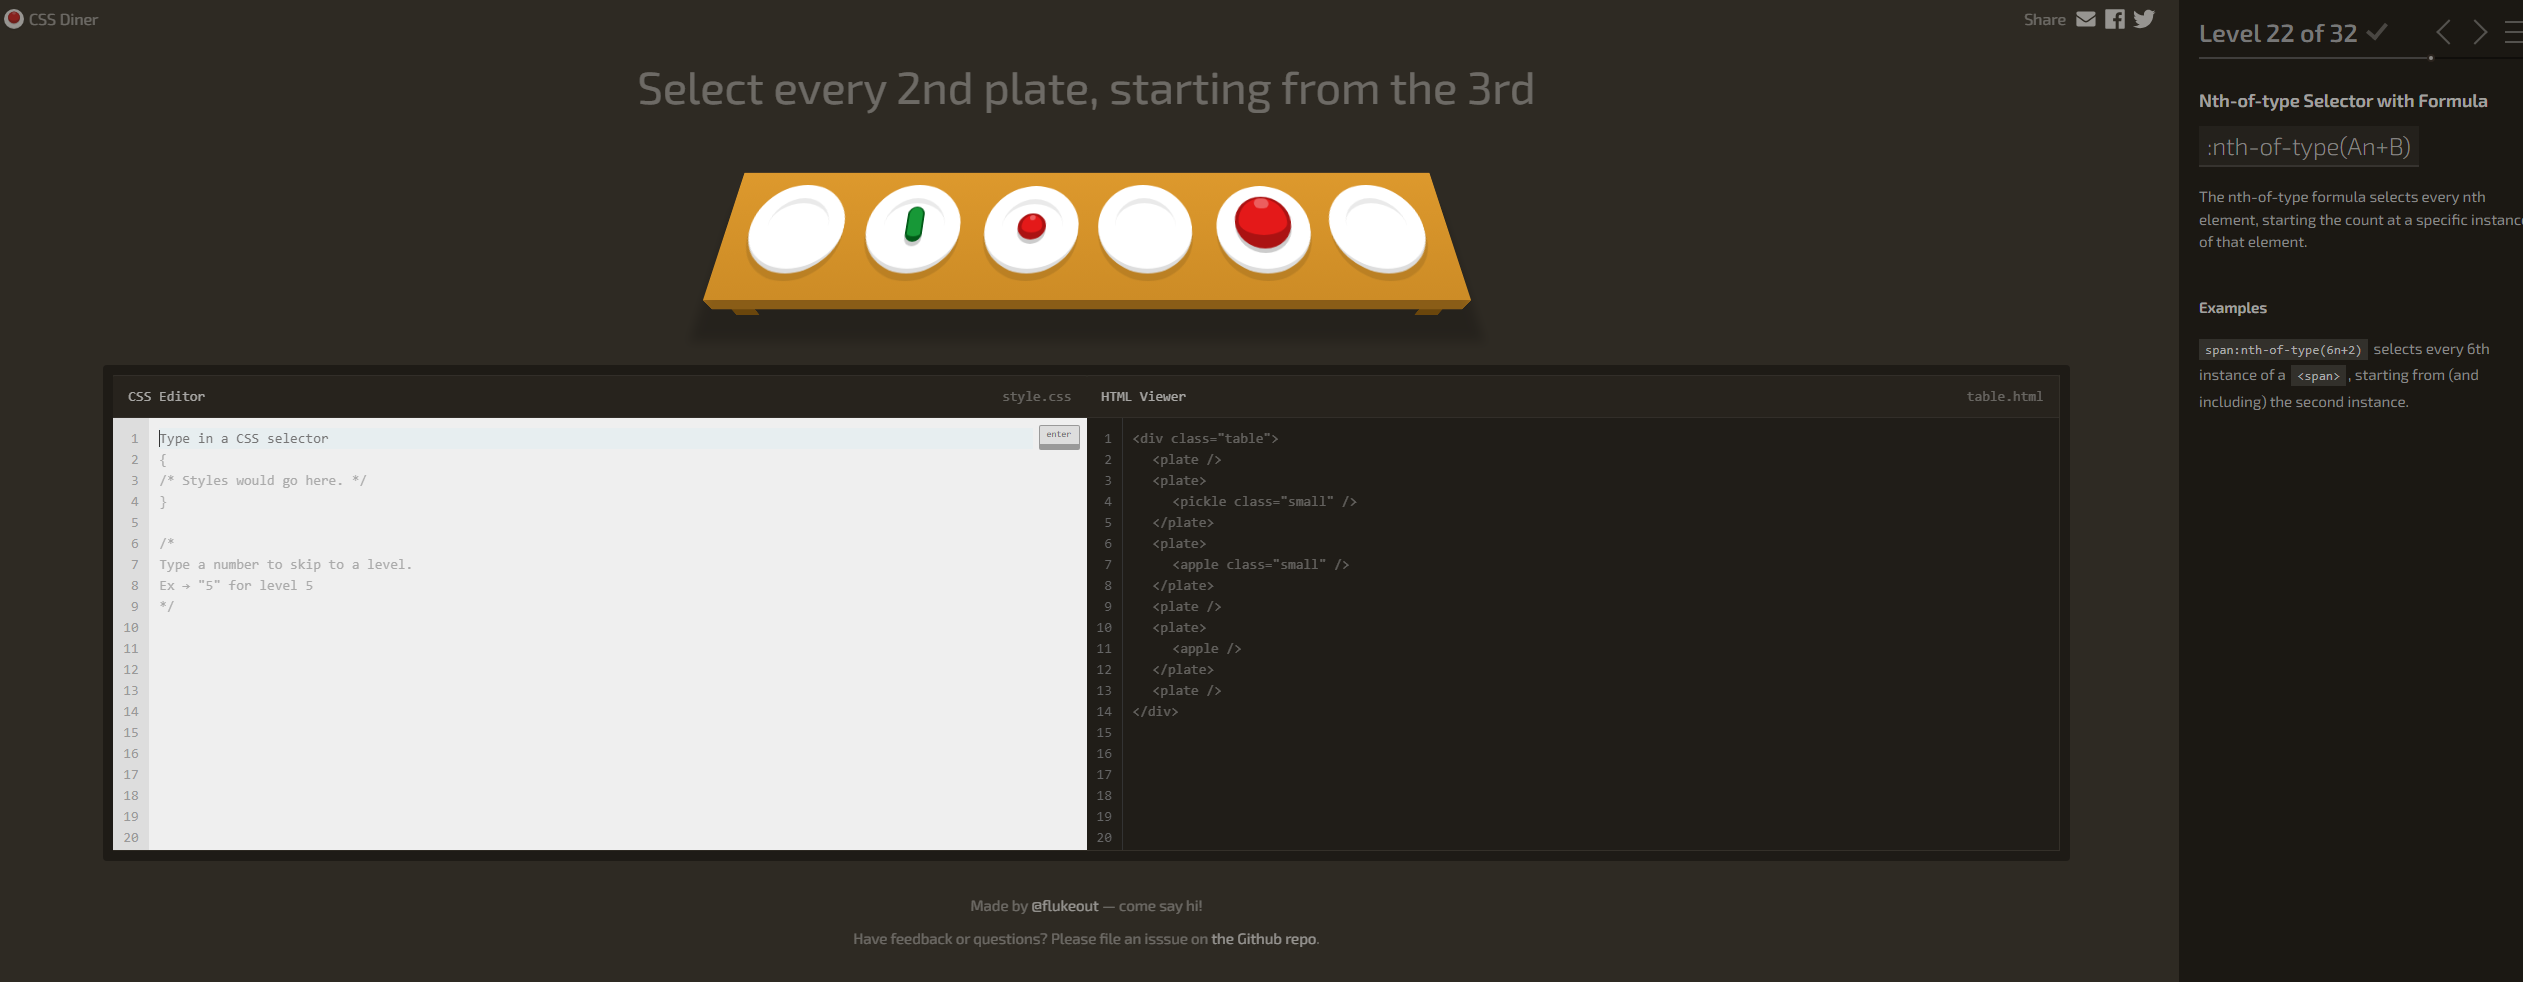 CSS Diner
Share
Select every 2nd plate, starting from the 3rd
CSS Editor
style.css
1 Type in a CSS selector
enter
2 {
3 /* Styles would go here. */
4 }
5
6 /*
7 Type a number to skip to a level.
8 Ex → "5" for level 5
9 */
10
11
12
13
14
15
16
17
18
19
20
HTML Viewer
table.html
1 <div class="table">
2 <plate />
3 <plate>
4 <pickle class="small" />
5 </plate>
6 <plate>
7 <apple class="small" />
8 </plate>
9 <plate />
10 <plate>
11 <apple />
12 </plate>
13 <plate />
14 </div>
15
16
17
18
19
20
Made by @flukeout — come say hi!
Have feedback or questions? Please file an isssue on the Github repo.
Level 22 of 32
Nth-of-type Selector with Formula
:nth-of-type(An+B)
The nth-of-type formula selects every nth
element, starting the count at a specific instance
of that element.
Examples
span:nth-of-type(6n+2) selects every 6th
instance of a <span> , starting from (and
including) the second instance.